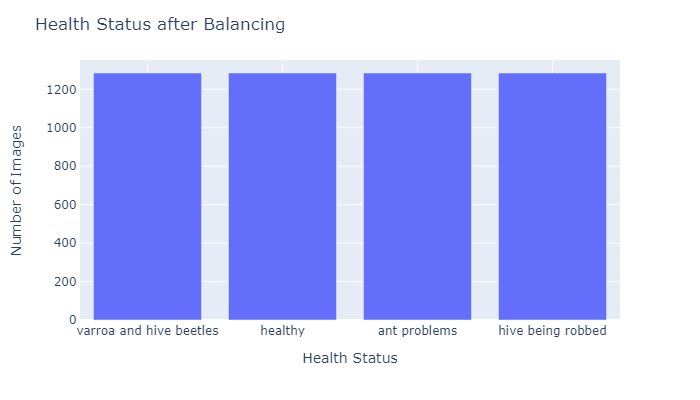 Health Status after Balancing
Number of Images
1200
1000
800
600
400
200
0
varroa and hive beetles
healthy
ant problems
hive being robbed
Health Status